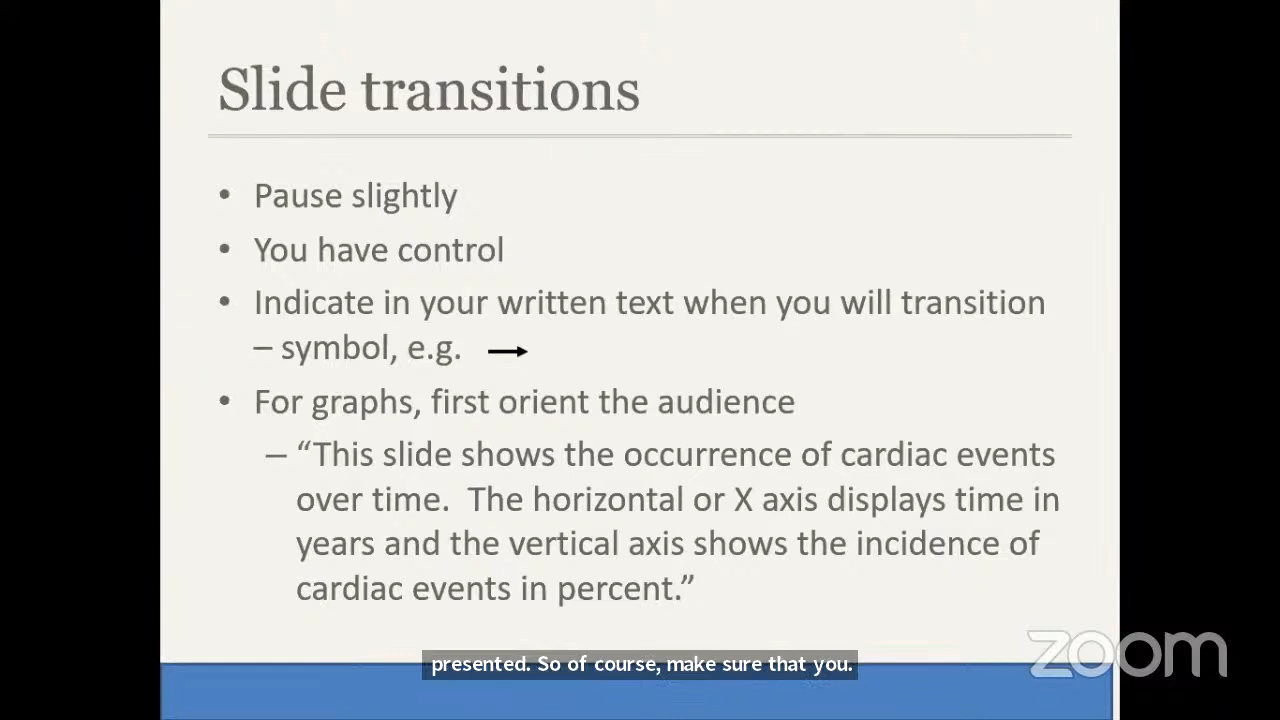 Slide transitions
• Pause slightly
• You have control
• Indicate in your written text when you will transition
– symbol, e.g. →
• For graphs, first orient the audience
– “This slide shows the occurrence of cardiac events
over time. The horizontal or X axis displays time in
years and the vertical axis shows the incidence of
cardiac events in percent.”
presented. So of course, make sure that you.
zoom